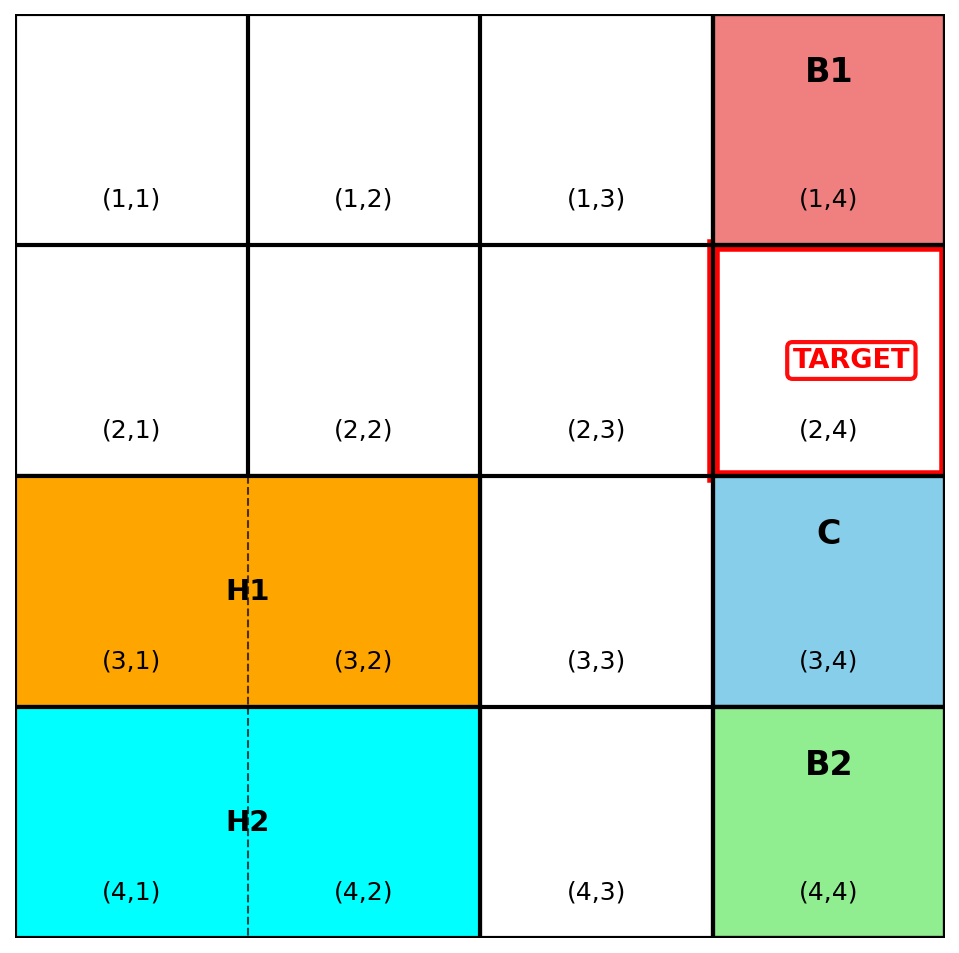 B1
(1,1) (1,2) (1,3) (1,4)
TARGET
(2,1) (2,2) (2,3) (2,4)
C
H1
(3,1) (3,2) (3,3) (3,4)
B2
H2
(4,1) (4,2) (4,3) (4,4)